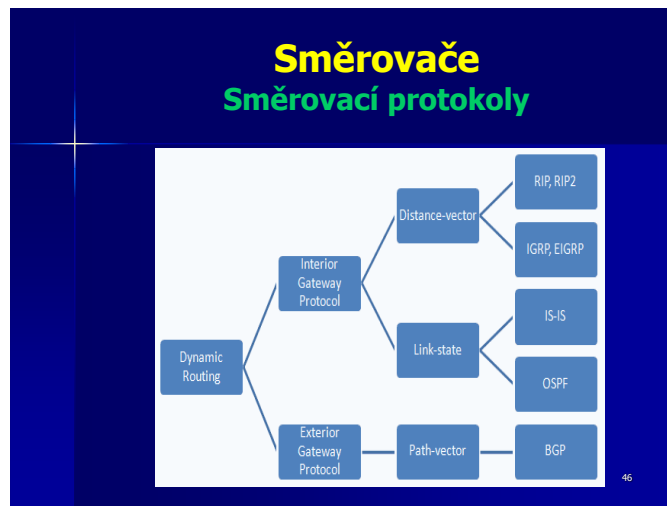 Směrovače
Směrovací protokoly
RIP, RIP2
Distance-vector
IGRP, EIGRP
Interior
Gateway
Protocol
IS-IS
Link-state
Dynamic
Routing
OSPF
Exterior
Gateway
Protocol
Path-vector
BGP
46